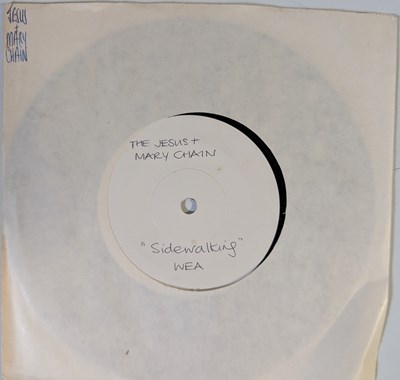 JESUS
+
MARY
CHAIN
THE JESUS +
MARY CHAIN
"Sidewalking"
WEA